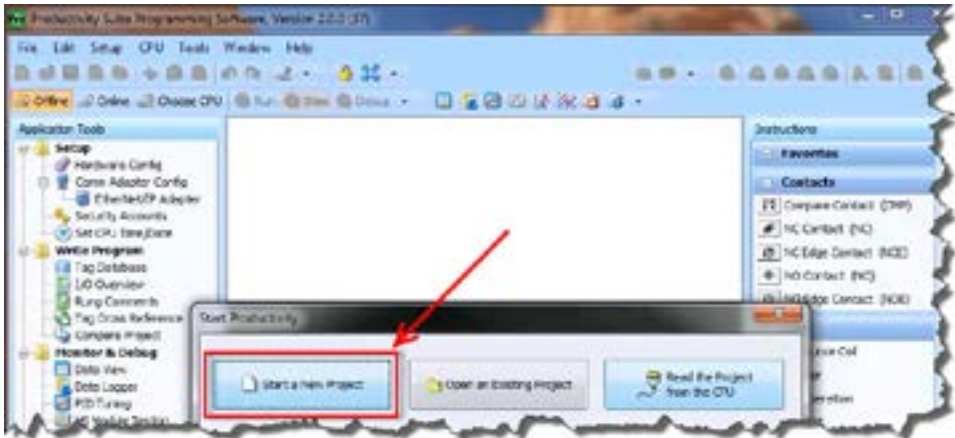 Productivity Suite Programming Software, Version 2.0.0 (37)
File Edit Setup CPU Tools Window Help
Offline Online Choose CPU Run Stop Debug
Application Tools
Setup
Hardware Config
Comm Adapter Config
EtherNet/IP Adapter
Security Accounts
Set CPU Time/Date
Write Program
Tag Database
I/O Overview
Rung Comments
Tag Cross Reference
Compare Project
Monitor & Debug
Data View
Data Logger
PID Tuning
Start Productivity
Start a New Project
Open an Existing Project
Read the Project
from the CPU
Instructions
Favorites
Contacts
Compare Contact (CMP)
NC Contact (NC)
NC Edge Contact (NCE)
NO Contact (NO)
NO Edge Contact (NOE)
Coil